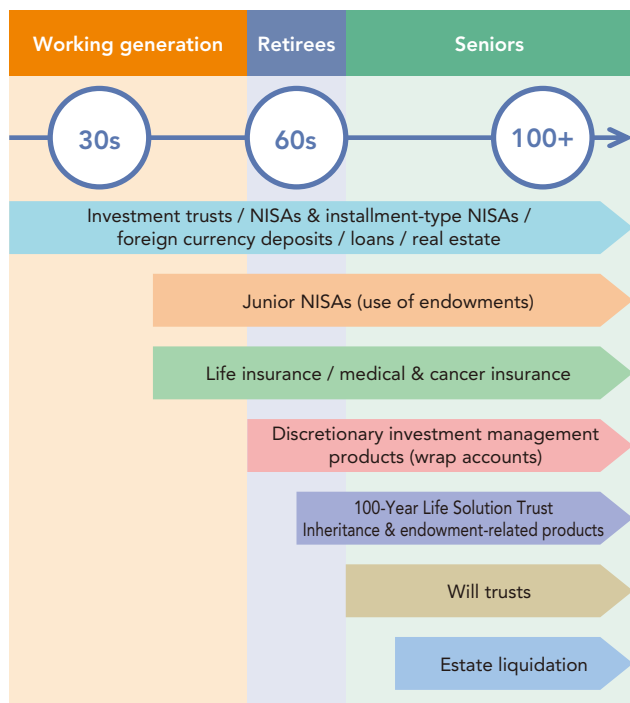 Working generation
Retirees
Seniors
30s
60s
100+
Investment trusts / NISAs & installment-type NISAs /
foreign currency deposits / loans / real estate
Junior NISAs (use of endowments)
Life insurance / medical & cancer insurance
Discretionary investment management
products (wrap accounts)
100-Year Life Solution Trust
Inheritance & endowment-related products
Will trusts
Estate liquidation